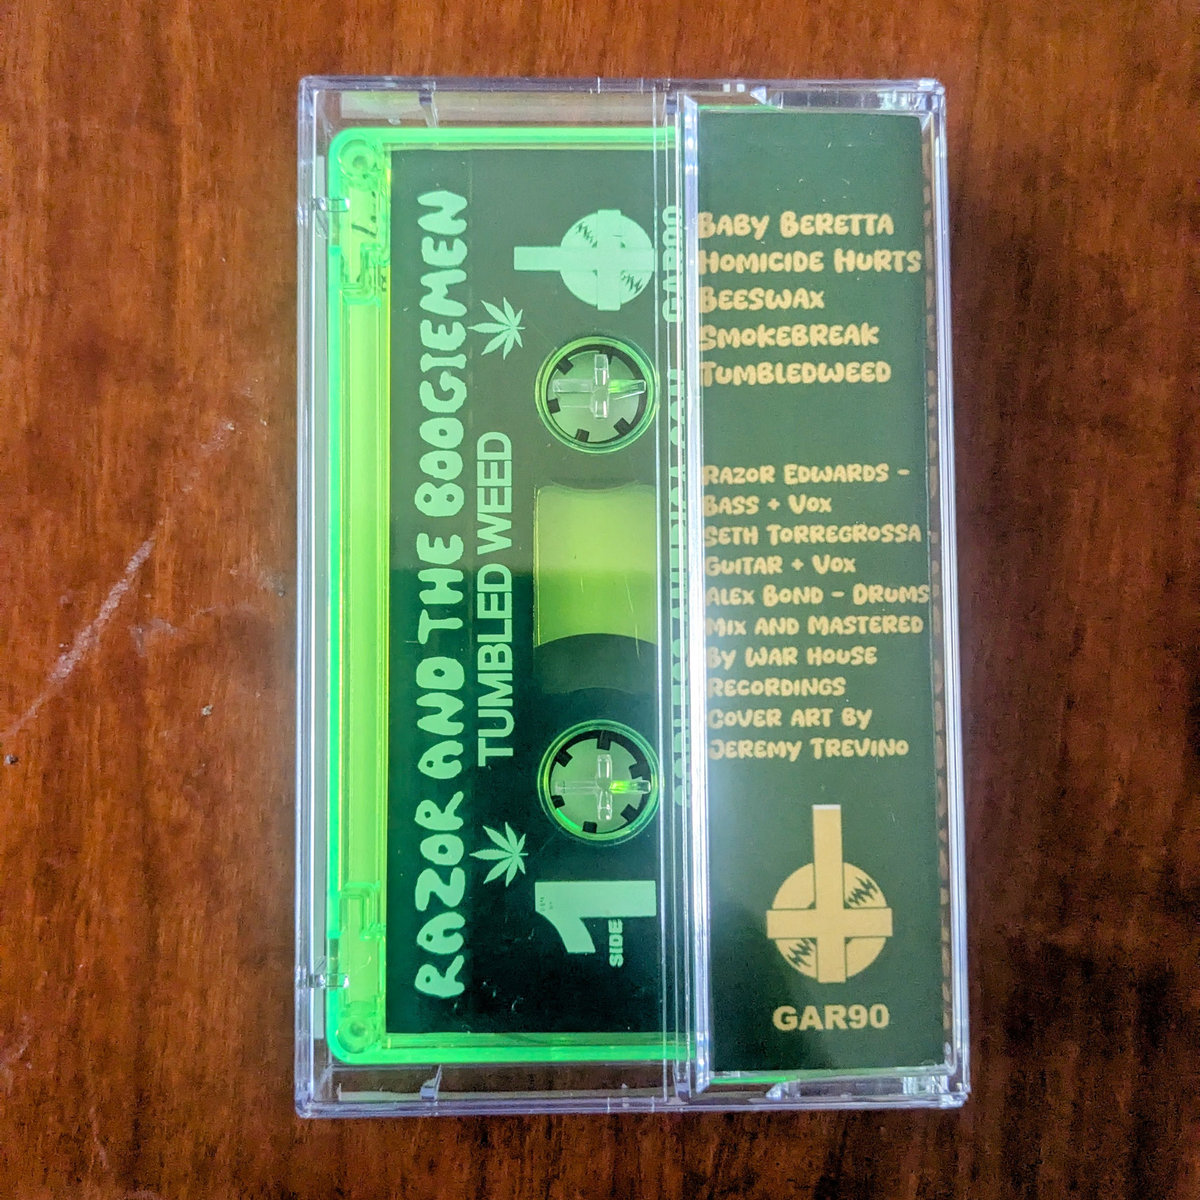 RAZOR AND THE BOOGIEMEN
TUMBLED WEED
SIDE 1
GAR90
BABY BERETTA
HOMICIDE HURTS
BEESWAX
SMOKEBREAK
TUMBLEDWEED
RAZOR EDWARDS -
BASS + VOX
SETH TORREGROSSA
GUITAR + VOX
ALEX BOND - DRUMS
MIX AND MASTERED
BY WAR HOUSE
RECORDINGS
COVER ART BY
JEREMY TREVINO
GAR90